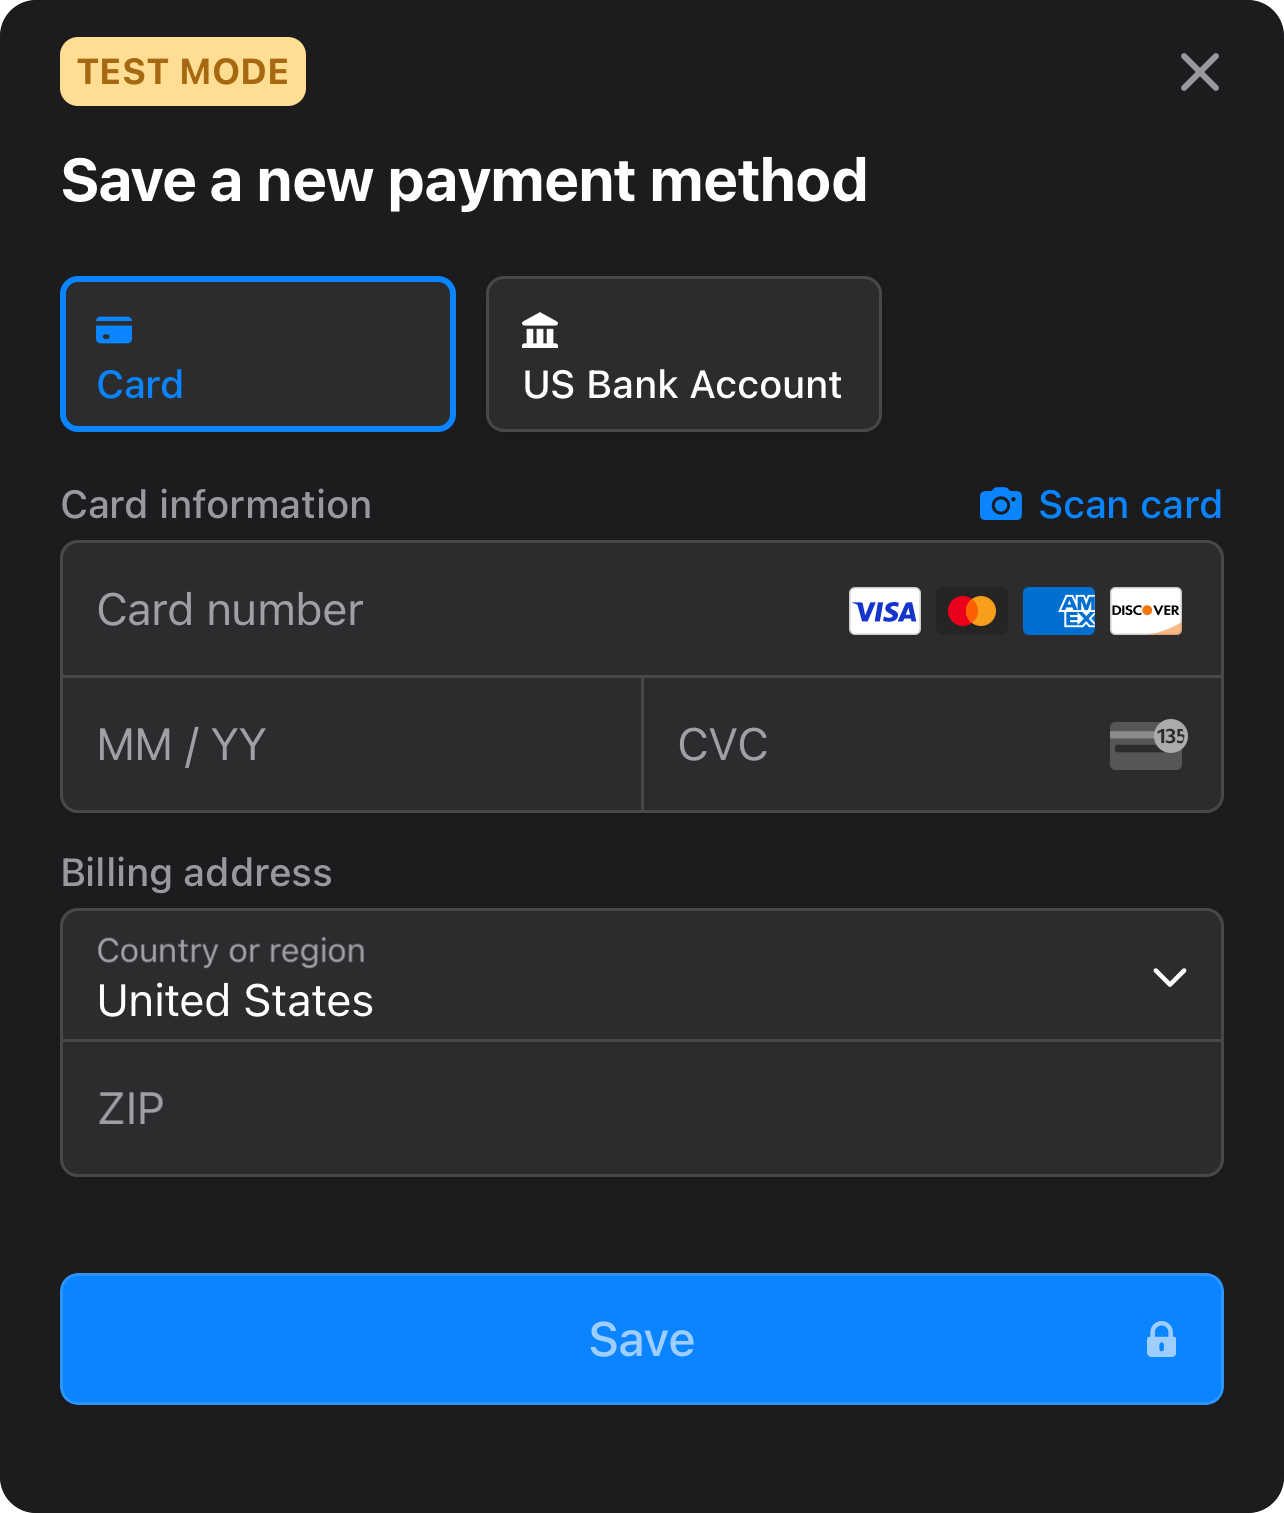 TEST MODE
Save a new payment method
Card
US Bank Account
Card information
Scan card
Card number
VISA
AM
EX
DISCOVER
MM / YY
CVC
135
Billing address
Country or region
United States
ZIP
Save